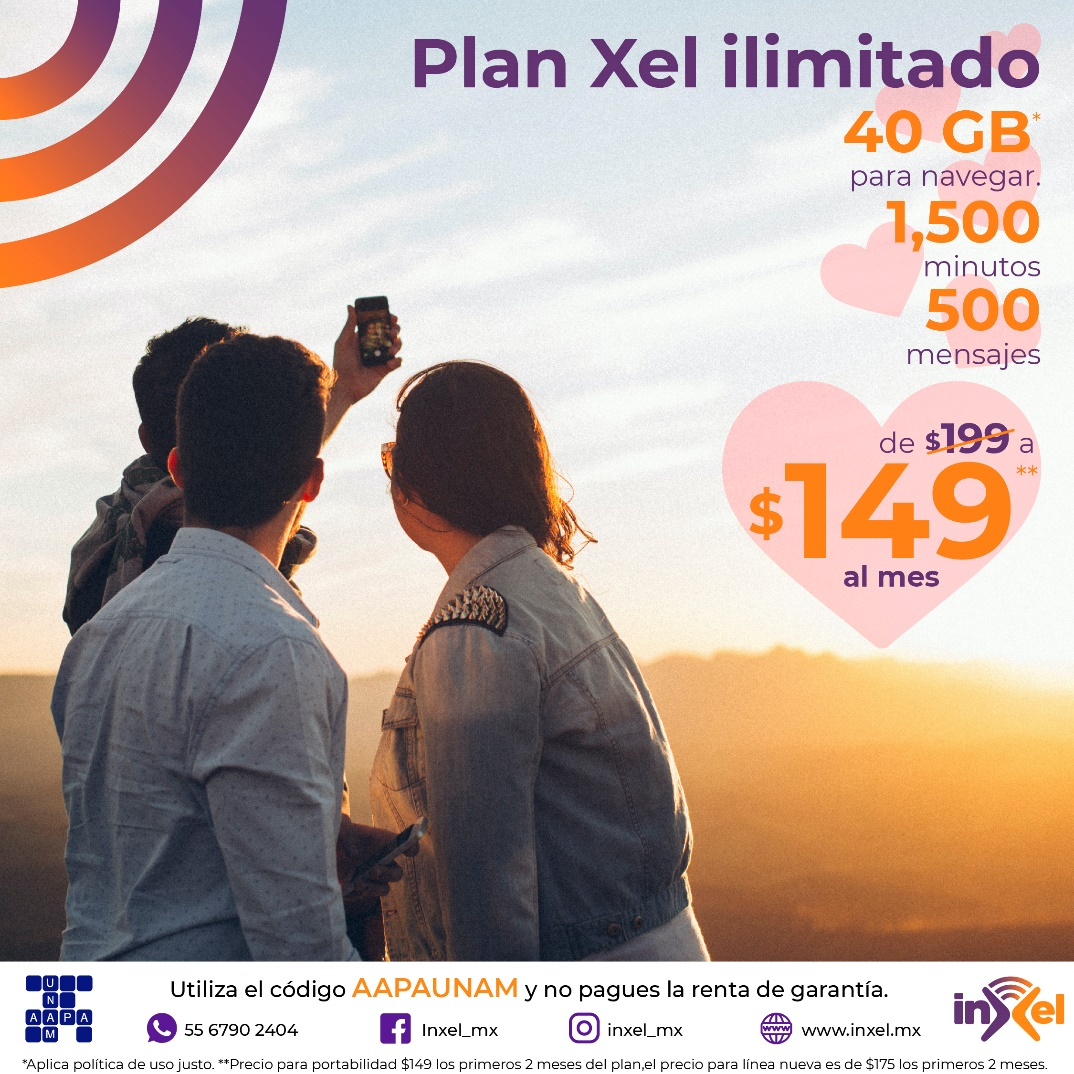 Plan Xel ilimitado
40 GB*
para navegar.
1,500
minutos
500
mensajes
de $199 a
$149**
al mes
UNAM
AAPA
Utiliza el código AAPAUNAM y no pagues la renta de garantía.
55 6790 2404
Inxel_mx
inxel_mx
www
www.inxel.mx
inXel
*Aplica política de uso justo. **Precio para portabilidad $149 los primeros 2 meses del plan,el precio para línea nueva es de $175 los primeros 2 meses.